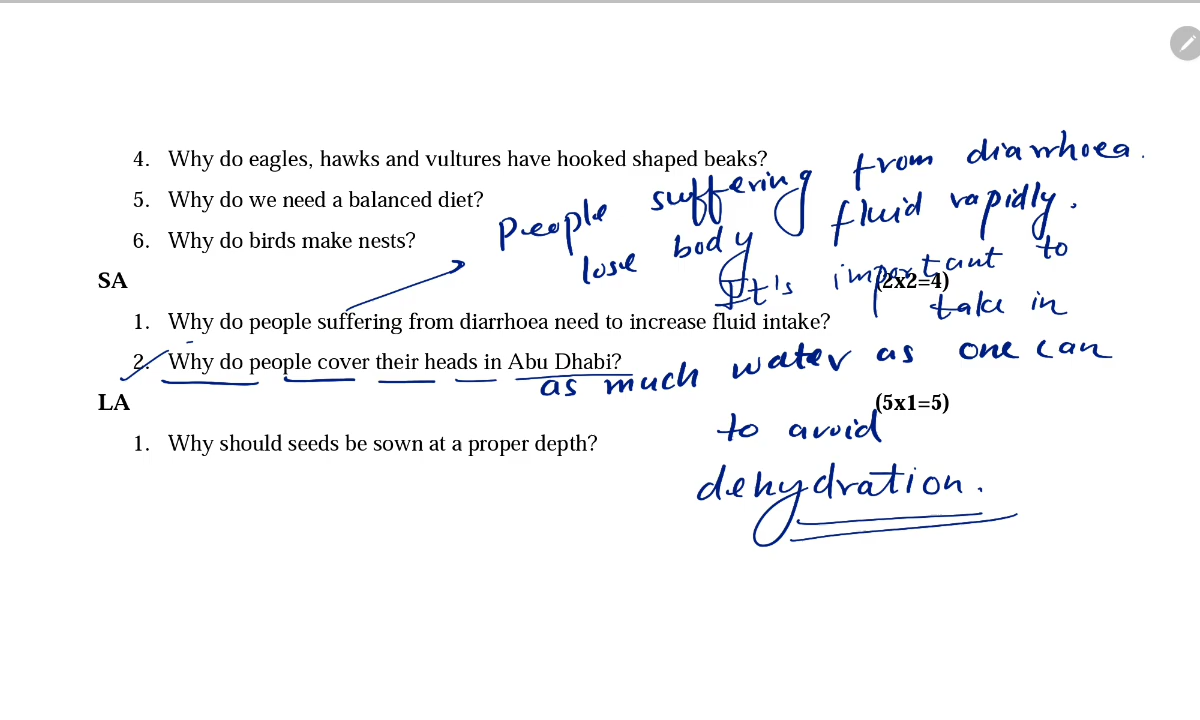 4. Why do eagles, hawks and vultures have hooked shaped beaks?
5. Why do we need a balanced diet?
6. Why do birds make nests?
SA (2x2=4)
1. Why do people suffering from diarrhoea need to increase fluid intake?
2. Why do people cover their heads in Abu Dhabi?
LA (5x1=5)
1. Why should seeds be sown at a proper depth?
People suffering from diarrhoea.
lose body fluid rapidly.
It's important to to
take in
as much water as one can
to avoid
dehydration.